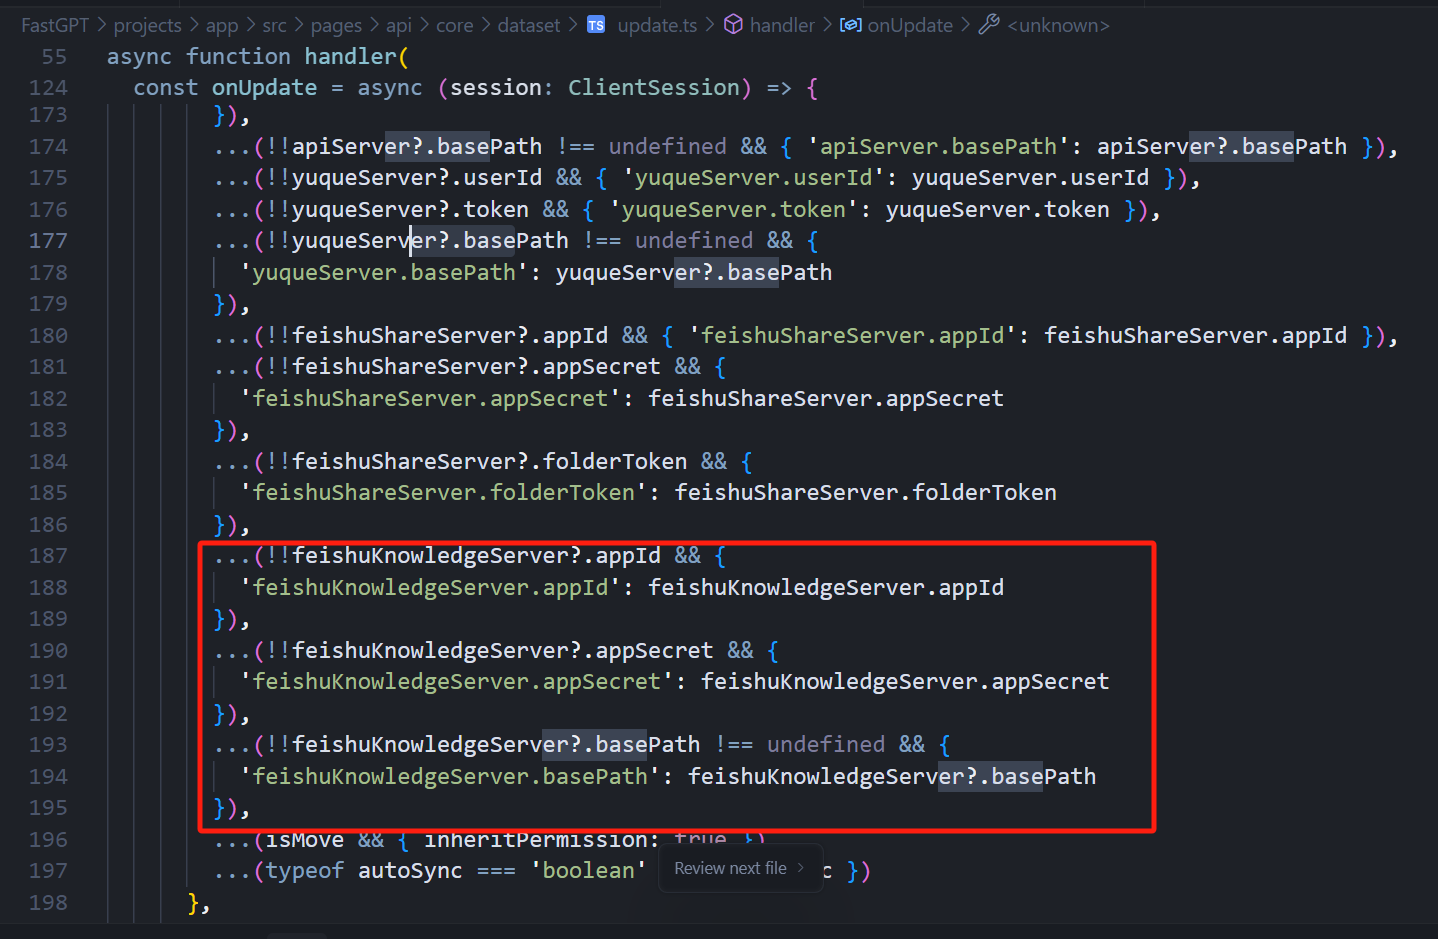 FastGPT > projects > app > src > pages > api > core > dataset > TS update.ts > handler > onUpdate > <unknown>
55 async function handler(
124 const onUpdate = async (session: ClientSession) => {
173 }),
174 ...(!!apiServer?.basePath !== undefined && { 'apiServer.basePath': apiServer?.basePath }),
175 ...(!!yuqueServer?.userId && { 'yuqueServer.userId': yuqueServer.userId }),
176 ...(!!yuqueServer?.token && { 'yuqueServer.token': yuqueServer.token }),
177 ...(!!yuqueServer?.basePath !== undefined && {
178 'yuqueServer.basePath': yuqueServer?.basePath
179 }),
180 ...(!!feishuShareServer?.appId && { 'feishuShareServer.appId': feishuShareServer.appId }),
181 ...(!!feishuShareServer?.appSecret && {
182 'feishuShareServer.appSecret': feishuShareServer.appSecret
183 }),
184 ...(!!feishuShareServer?.folderToken && {
185 'feishuShareServer.folderToken': feishuShareServer.folderToken
186 }),
187 ...(!!feishuKnowledgeServer?.appId && {
188 'feishuKnowledgeServer.appId': feishuKnowledgeServer.appId
189 }),
190 ...(!!feishuKnowledgeServer?.appSecret && {
191 'feishuKnowledgeServer.appSecret': feishuKnowledgeServer.appSecret
192 }),
193 ...(!!feishuKnowledgeServer?.basePath !== undefined && {
194 'feishuKnowledgeServer.basePath': feishuKnowledgeServer?.basePath
195 }),
196 ...(isMove && { inheritPermission: true })
197 ...(typeof autoSync === 'boolean' c })
Review next file >
198 },